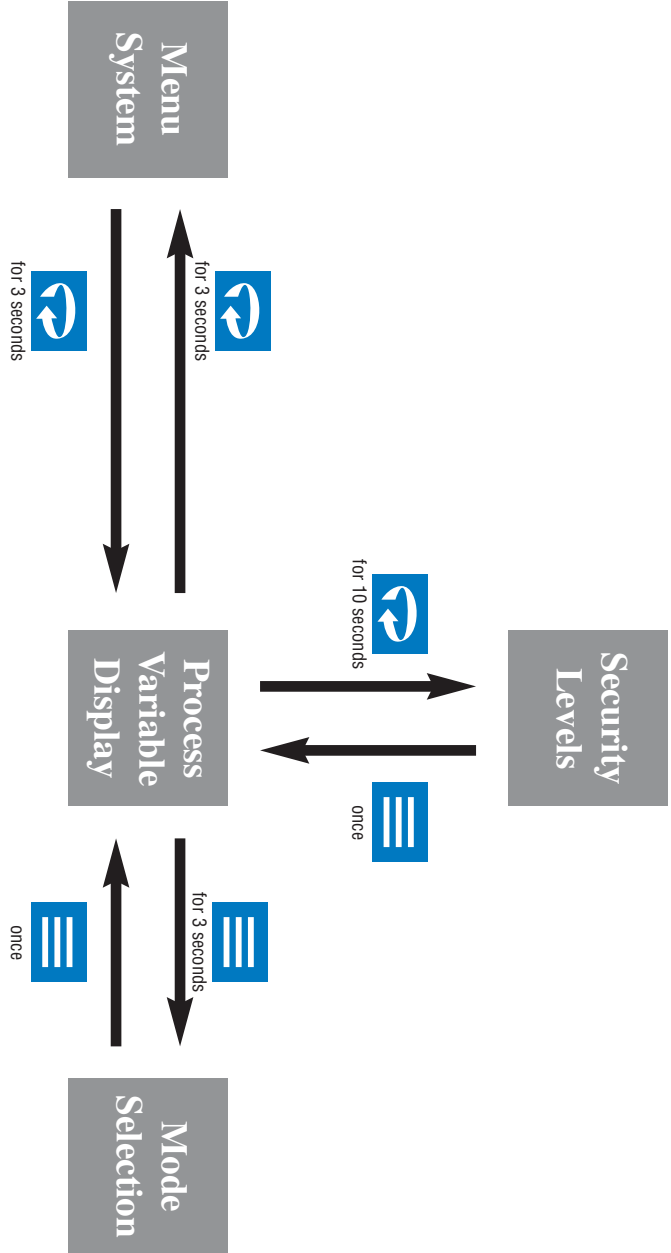 Menu
System
for 3 seconds
for 3 seconds
Process
Variable
Display
for 10 seconds
once
Security
Levels
for 3 seconds
once
Mode
Selection